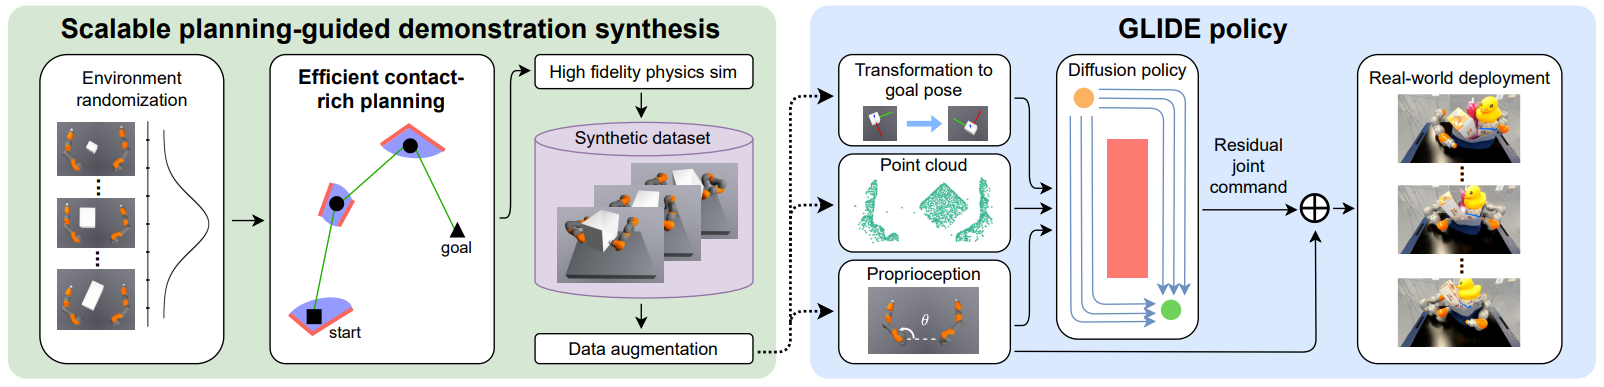 Scalable planning-guided demonstration synthesis
Environment
randomization
Efficient contact-
rich planning
goal
start
High fidelity physics sim
Synthetic dataset
Data augmentation
GLIDE policy
Transformation to
goal pose
Point cloud
Proprioception
θ
Diffusion policy
Residual
joint
command
Real-world deployment